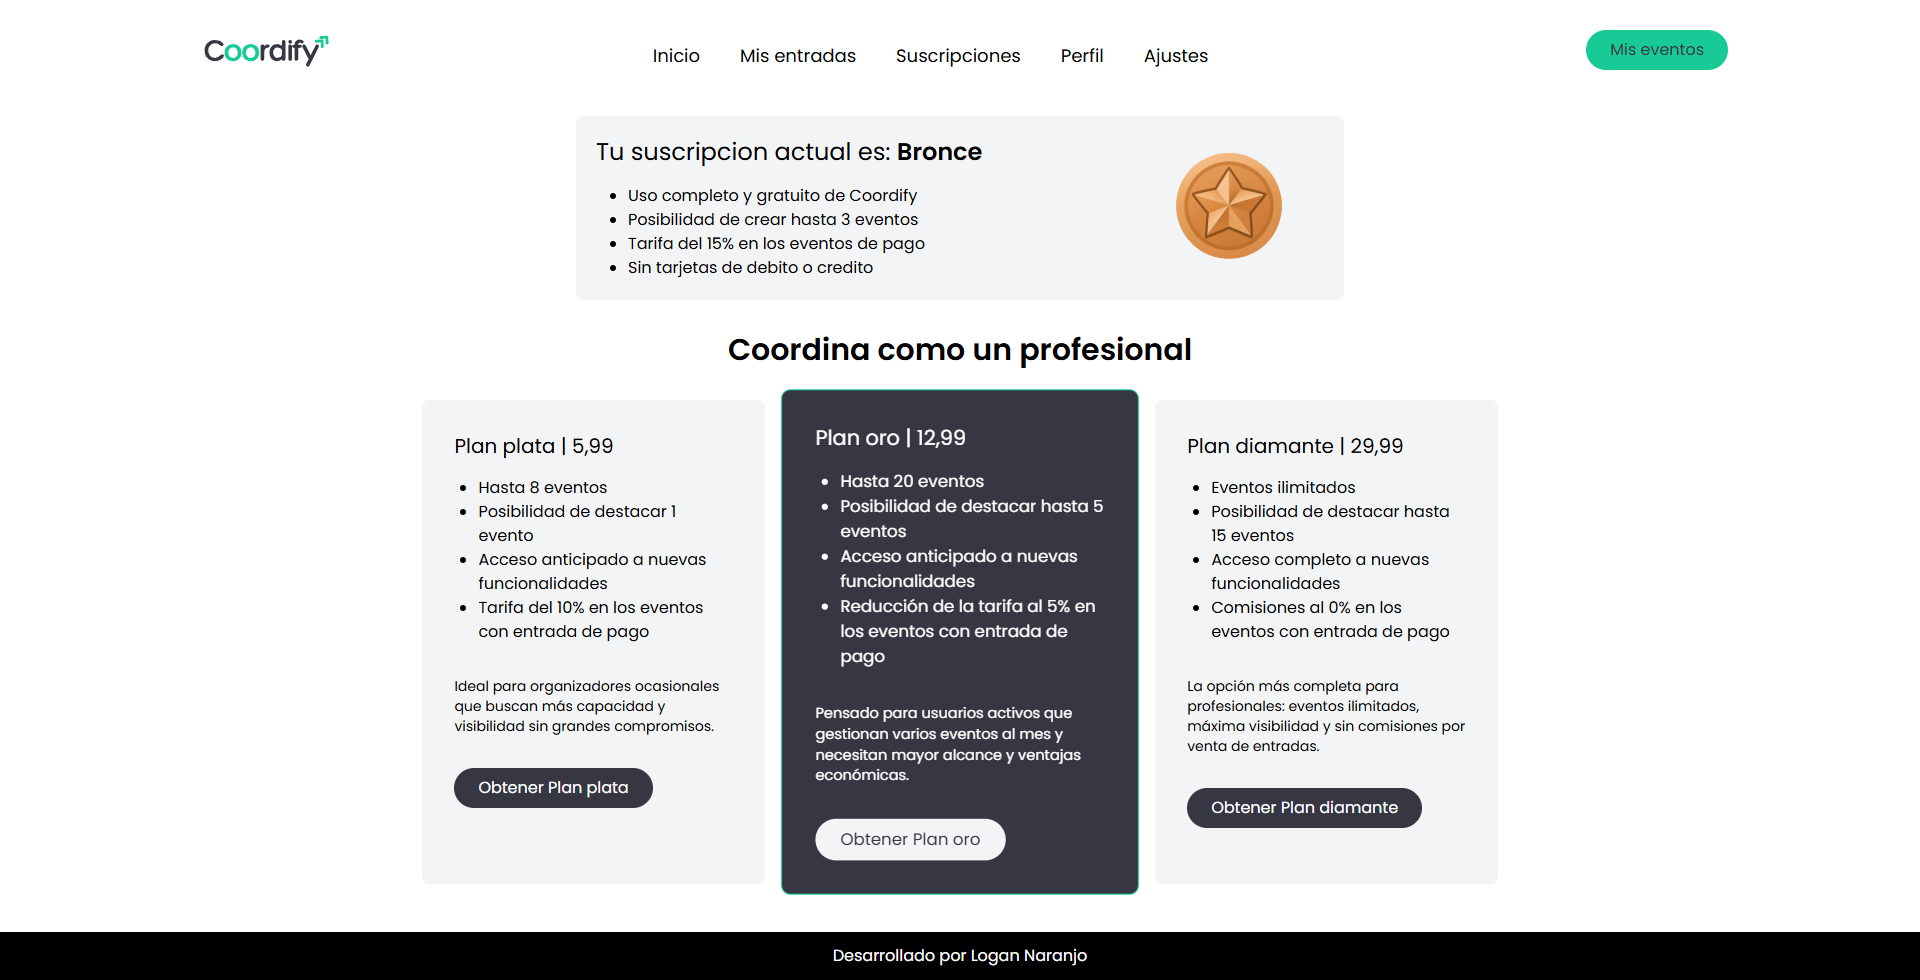 Coordify
Inicio
Mis entradas
Suscripciones
Perfil
Ajustes
Mis eventos
Tu suscripcion actual es: Bronce
Uso completo y gratuito de Coordify
Posibilidad de crear hasta 3 eventos
Tarifa del 15% en los eventos de pago
Sin tarjetas de debito o credito
Coordina como un profesional
Plan plata | 5,99
Hasta 8 eventos
Posibilidad de destacar 1
evento
Acceso anticipado a nuevas
funcionalidades
Tarifa del 10% en los eventos
con entrada de pago
Ideal para organizadores ocasionales
que buscan más capacidad y
visibilidad sin grandes compromisos.
Obtener Plan plata
Plan oro | 12,99
Hasta 20 eventos
Posibilidad de destacar hasta 5
eventos
Acceso anticipado a nuevas
funcionalidades
Reducción de la tarifa al 5% en
los eventos con entrada de
pago
Pensado para usuarios activos que
gestionan varios eventos al mes y
necesitan mayor alcance y ventajas
económicas.
Obtener Plan oro
Plan diamante | 29,99
Eventos ilimitados
Posibilidad de destacar hasta
15 eventos
Acceso completo a nuevas
funcionalidades
Comisiones al 0% en los
eventos con entrada de pago
La opción más completa para
profesionales: eventos ilimitados,
máxima visibilidad y sin comisiones por
venta de entradas.
Obtener Plan diamante
Desarrollado por Logan Naranjo